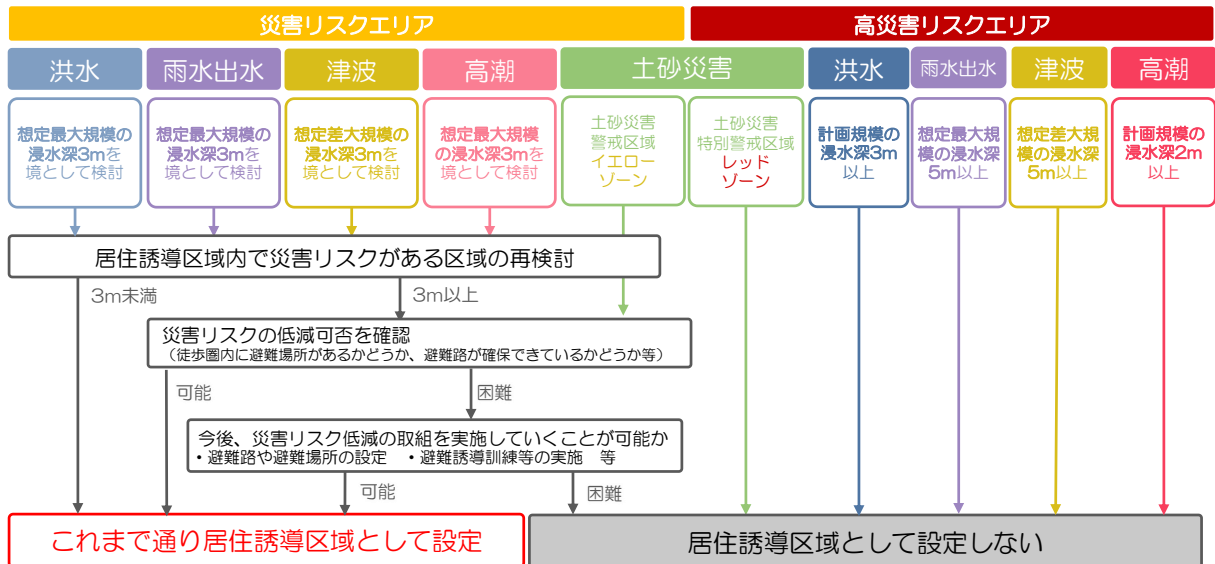 災害リスクエリア
高災害リスクエリア
洪水
雨水出水
津波
高潮
土砂災害
洪水
雨水出水
津波
高潮
想定最大規模の
浸水深3mを
境として検討
想定最大規模の
浸水深3mを
境として検討
想定差大規模の
浸水深3mを
境として検討
想定最大規模
の浸水深3mを
境として検討
土砂災害
警戒区域
イエロー
ゾーン
土砂災害
特別警戒区域
レッド
ゾーン
計画規模の
浸水深3m
以上
想定最大規
模の浸水深
5m以上
想定差大規
模の浸水深
5m以上
計画規模の
浸水深2m
以上
居住誘導区域内で災害リスクがある区域の再検討
3m未満
3m以上
災害リスクの低減可否を確認
（徒歩圏内に避難場所があるかどうか、避難路が確保できているかどうか等）
可能
困難
今後、災害リスク低減の取組を実施していくことが可能か
・避難路や避難場所の設定　・避難誘導訓練等の実施　等
可能
困難
これまで通り居住誘導区域として設定
居住誘導区域として設定しない